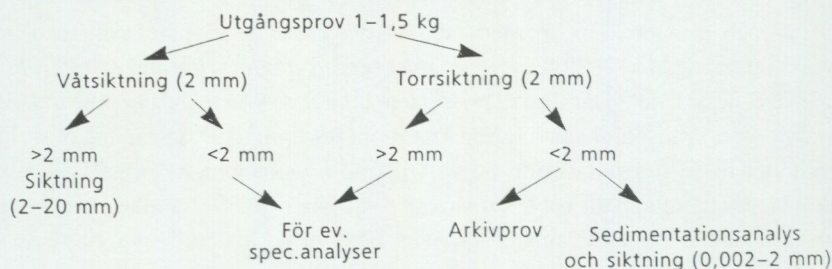 Utgångsprov 1–1,5 kg
Våtsiktning (2 mm)
Torrsiktning (2 mm)
>2 mm
Siktning
(2–20 mm)
<2 mm
>2 mm
<2 mm
För ev.
spec.analyser
Arkivprov
Sedimentationsanalys
och siktning (0,002–2 mm)